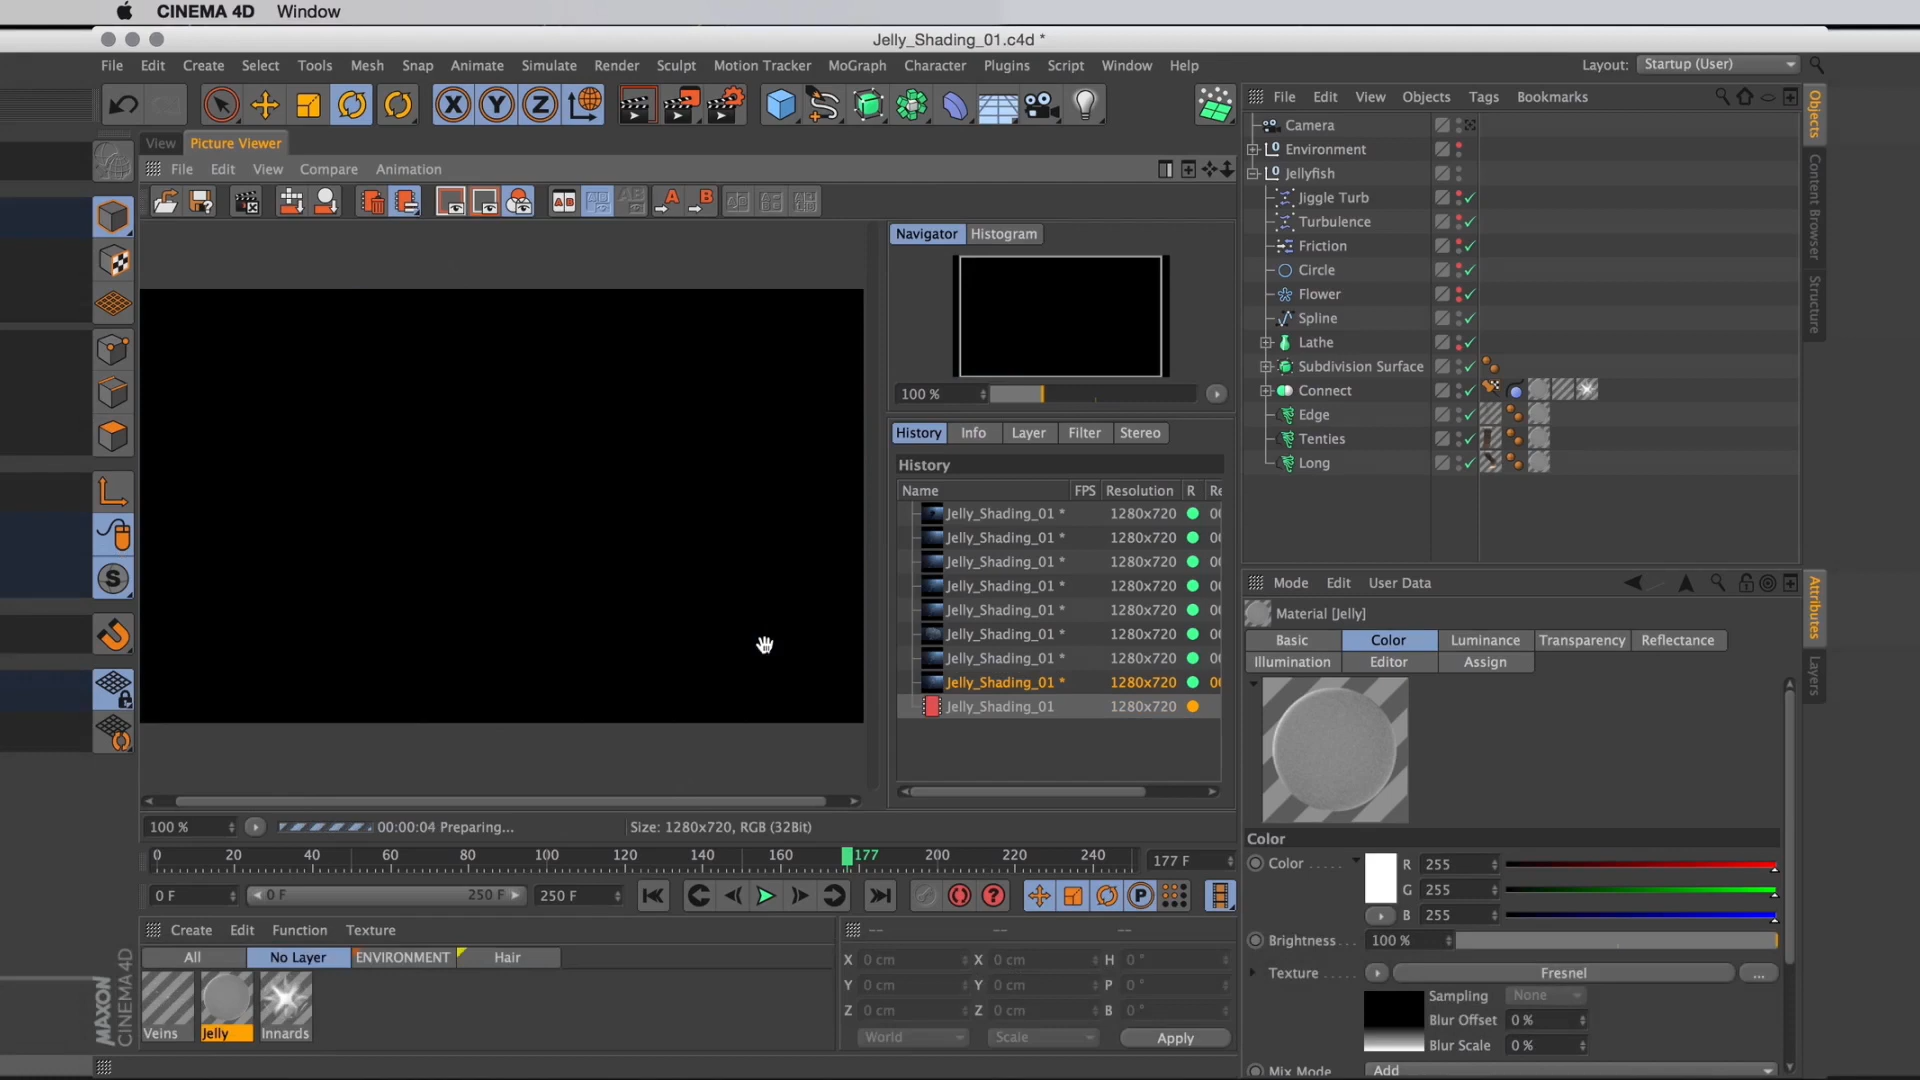 CINEMA 4D Window
Jelly_Shading_01.c4d *
File Edit Create Select Tools Mesh Snap Animate Simulate Render Sculpt Motion Tracker MoGraph Character Plugins Script Window Help
Layout: Startup (User)
View Picture Viewer
File Edit View Compare Animation
Navigator Histogram
100 %
History Info Layer Filter Stereo
History
Name FPS Resolution R Re
Jelly_Shading_01 * 1280x720
Jelly_Shading_01 * 1280x720
Jelly_Shading_01 * 1280x720
Jelly_Shading_01 * 1280x720
Jelly_Shading_01 * 1280x720
Jelly_Shading_01 * 1280x720
Jelly_Shading_01 * 1280x720
Jelly_Shading_01 * 1280x720
Jelly_Shading_01 1280x720
100 % 00:00:04 Preparing... Size: 1280x720, RGB (32Bit)
0 20 40 60 80 100 120 140 160 177 200 220 240 177 F
0 F 0 F 250 F 250 F
Create Edit Function Texture
All No Layer ENVIRONMENT Hair
Veins Jelly Innards
MAXON
CINEMA 4D
-- -- --
X 0 cm X 0 cm H 0 °
Y 0 cm Y 0 cm P 0 °
Z 0 cm Z 0 cm B 0 °
World Scale Apply
File Edit View Objects Tags Bookmarks
Camera
Environment
Jellyfish
Jiggle Turb
Turbulence
Friction
Circle
Flower
Spline
Lathe
Subdivision Surface
Connect
Edge
Tenties
Long
Objects
Content Browser
Structure
Mode Edit User Data
Material [Jelly]
Basic Color Luminance Transparency Reflectance
Illumination Editor Assign
Attributes
Layers
Color
Color R 255
G 255
B 255
Brightness 100 %
Texture Fresnel ...
Sampling None
Blur Offset 0 %
Blur Scale 0 %
Mix Mode Add